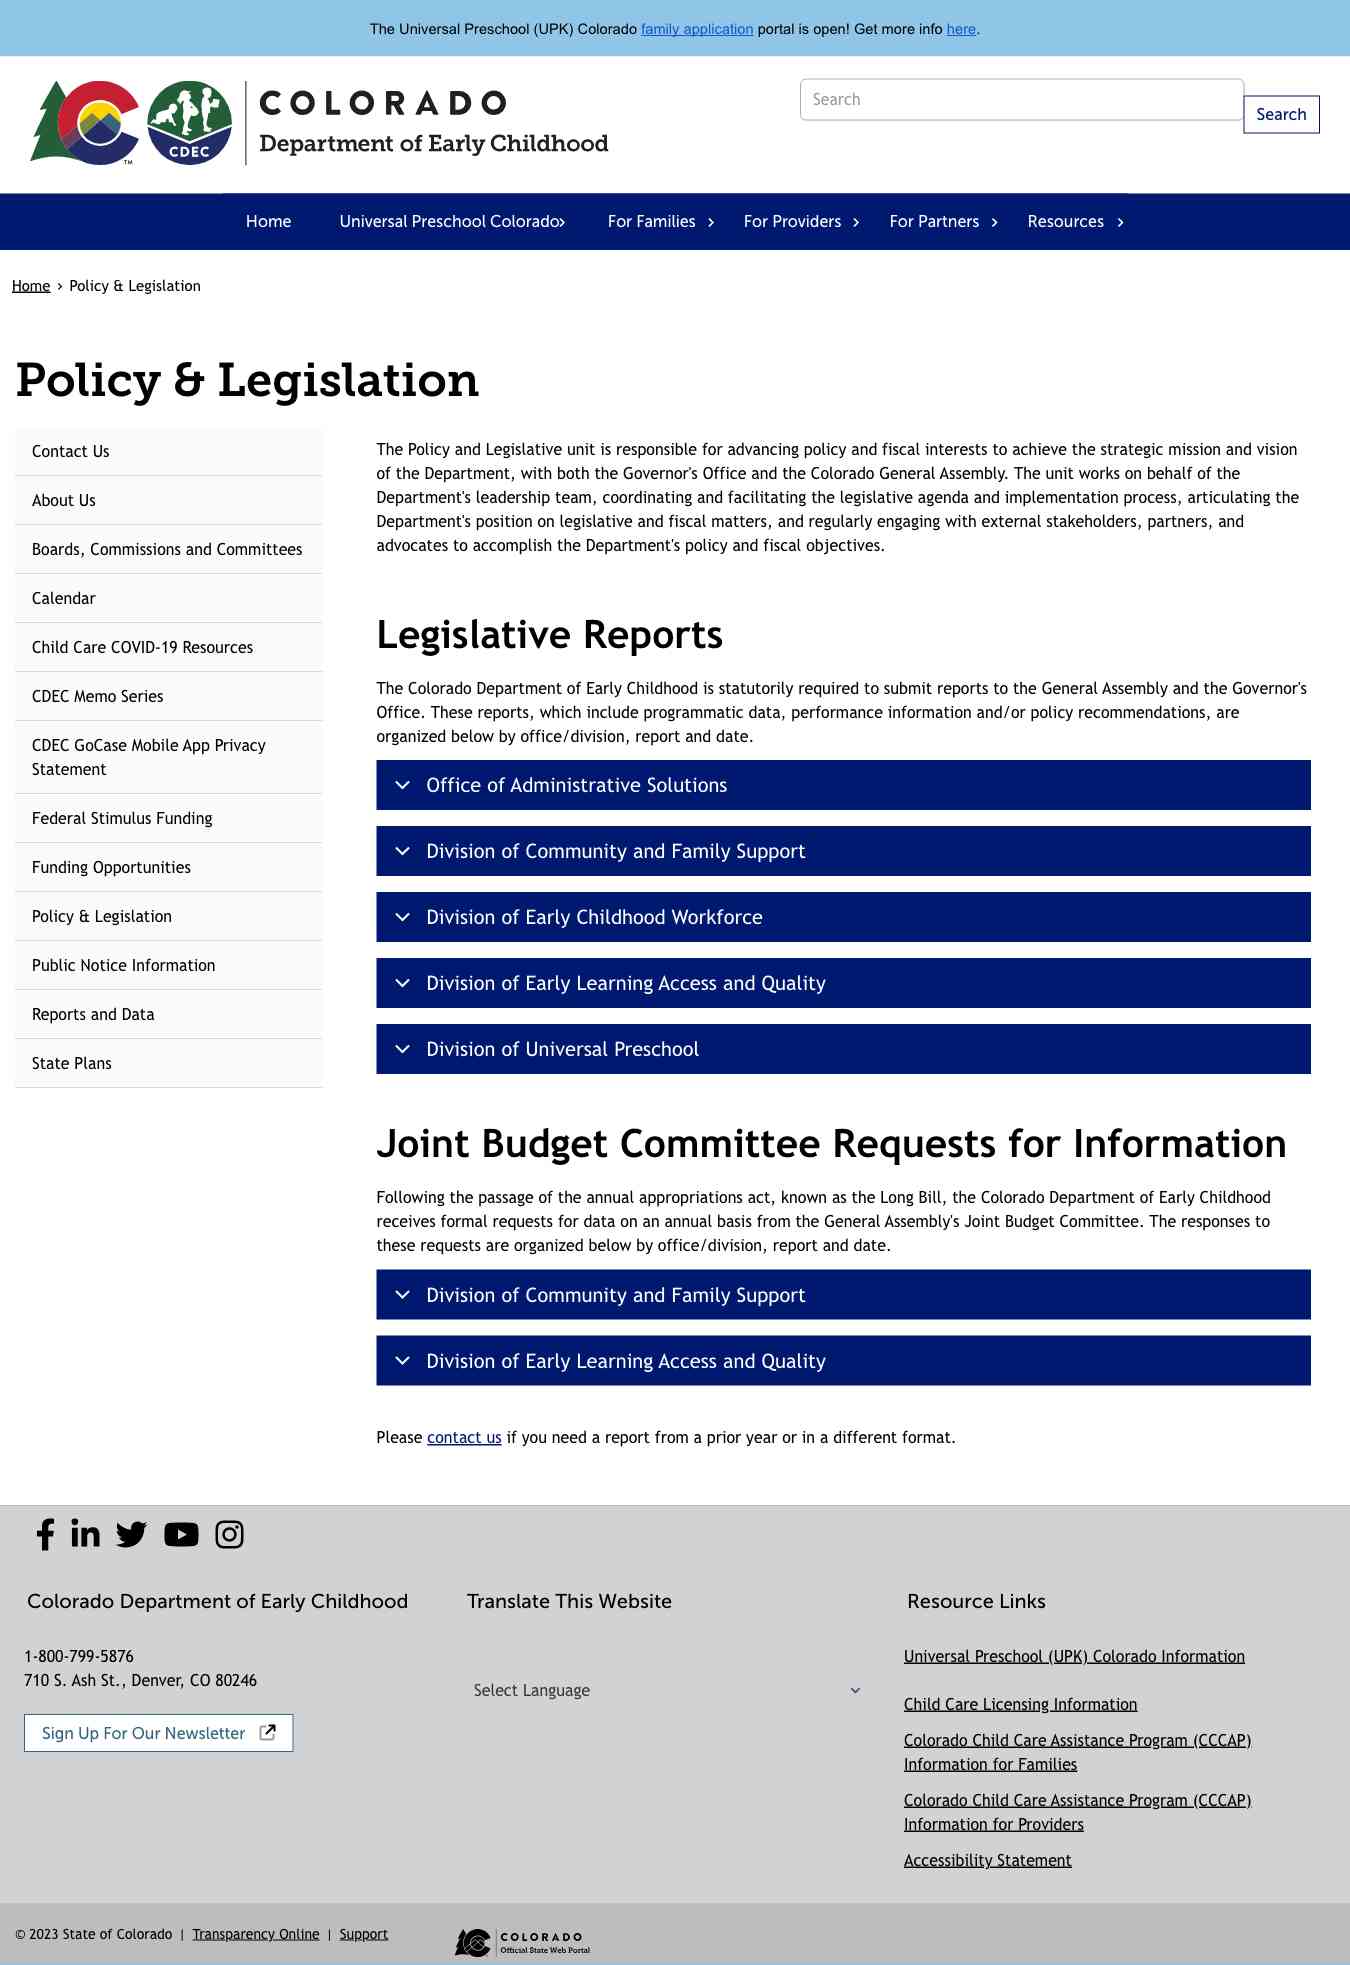 The Universal Preschool (UPK) Colorado family application portal is open! Get more info here.
CDEC
TM
COLORADO
Department of Early Childhood
Search
Search
Home
Universal Preschool Colorado
For Families
For Providers
For Partners
Resources
Home › Policy & Legislation
Policy & Legislation
Contact Us
About Us
Boards, Commissions and Committees
Calendar
Child Care COVID-19 Resources
CDEC Memo Series
CDEC GoCase Mobile App Privacy
Statement
Federal Stimulus Funding
Funding Opportunities
Policy & Legislation
Public Notice Information
Reports and Data
State Plans
The Policy and Legislative unit is responsible for advancing policy and fiscal interests to achieve the strategic mission and vision
of the Department, with both the Governor's Office and the Colorado General Assembly. The unit works on behalf of the
Department's leadership team, coordinating and facilitating the legislative agenda and implementation process, articulating the
Department's position on legislative and fiscal matters, and regularly engaging with external stakeholders, partners, and
advocates to accomplish the Department's policy and fiscal objectives.
Legislative Reports
The Colorado Department of Early Childhood is statutorily required to submit reports to the General Assembly and the Governor's
Office. These reports, which include programmatic data, performance information and/or policy recommendations, are
organized below by office/division, report and date.
Office of Administrative Solutions
Division of Community and Family Support
Division of Early Childhood Workforce
Division of Early Learning Access and Quality
Division of Universal Preschool
Joint Budget Committee Requests for Information
Following the passage of the annual appropriations act, known as the Long Bill, the Colorado Department of Early Childhood
receives formal requests for data on an annual basis from the General Assembly's Joint Budget Committee. The responses to
these requests are organized below by office/division, report and date.
Division of Community and Family Support
Division of Early Learning Access and Quality
Please contact us if you need a report from a prior year or in a different format.
Colorado Department of Early Childhood
1-800-799-5876
710 S. Ash St., Denver, CO 80246
Sign Up For Our Newsletter
Translate This Website
Select Language
Resource Links
Universal Preschool (UPK) Colorado Information
Child Care Licensing Information
Colorado Child Care Assistance Program (CCCAP)
Information for Families
Colorado Child Care Assistance Program (CCCAP)
Information for Providers
Accessibility Statement
© 2023 State of Colorado | Transparency Online | Support
COLORADO
Official State Web Portal